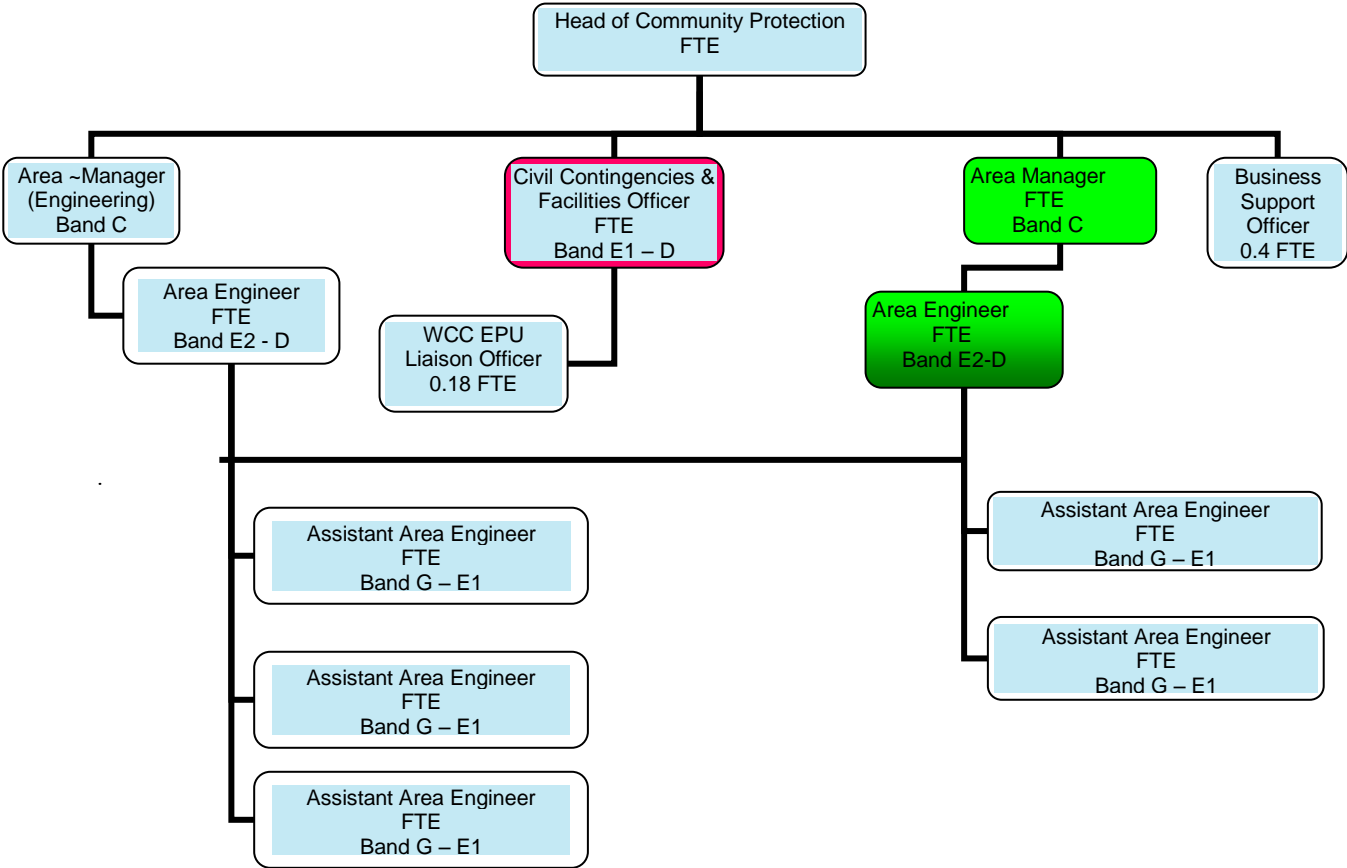 Head of Community Protection
FTE
Area ~Manager
(Engineering)
Band C
Civil Contingencies &
Facilities Officer
FTE
Band E1 – D
Area Manager
FTE
Band C
Business
Support
Officer
0.4 FTE
Area Engineer
FTE
Band E2 - D
WCC EPU
Liaison Officer
0.18 FTE
Area Engineer
FTE
Band E2-D
.
Assistant Area Engineer
FTE
Band G – E1
Assistant Area Engineer
FTE
Band G – E1
Assistant Area Engineer
FTE
Band G – E1
Assistant Area Engineer
FTE
Band G – E1
Assistant Area Engineer
FTE
Band G – E1